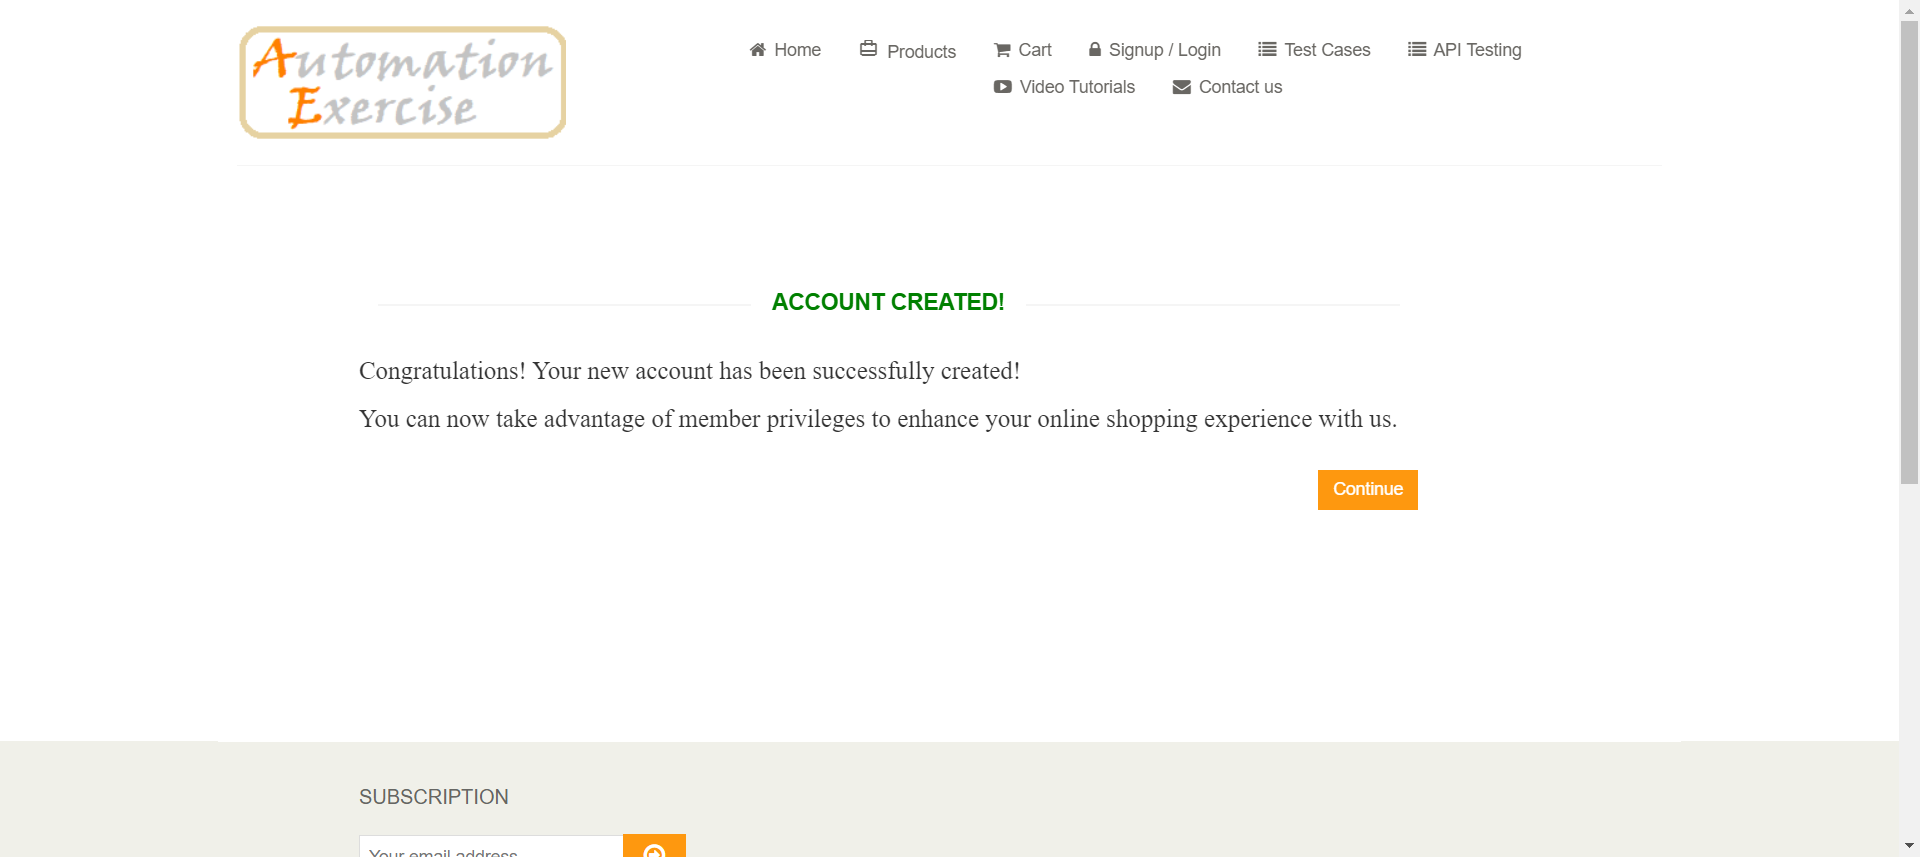 Automation
Exercise
Home
Products
Cart
Signup / Login
Test Cases
API Testing
Video Tutorials
Contact us
ACCOUNT CREATED!
Congratulations! Your new account has been successfully created!
You can now take advantage of member privileges to enhance your online shopping experience with us.
Continue
SUBSCRIPTION
Your email address